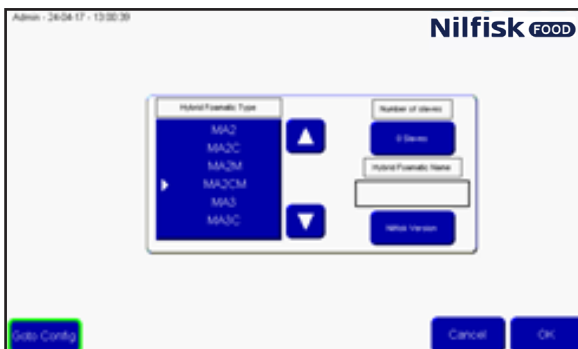 Admin - 24-04-17 - 13:00:39
Nilfisk FOOD
Hybrid Foamatic Type
MA2
MA2C
MA2M
MA2CM
MA3
MA3C
Number of slaves
0 Slaves
Hybrid Foamatic Name
Nilfisk Version
Goto Config
Cancel
OK